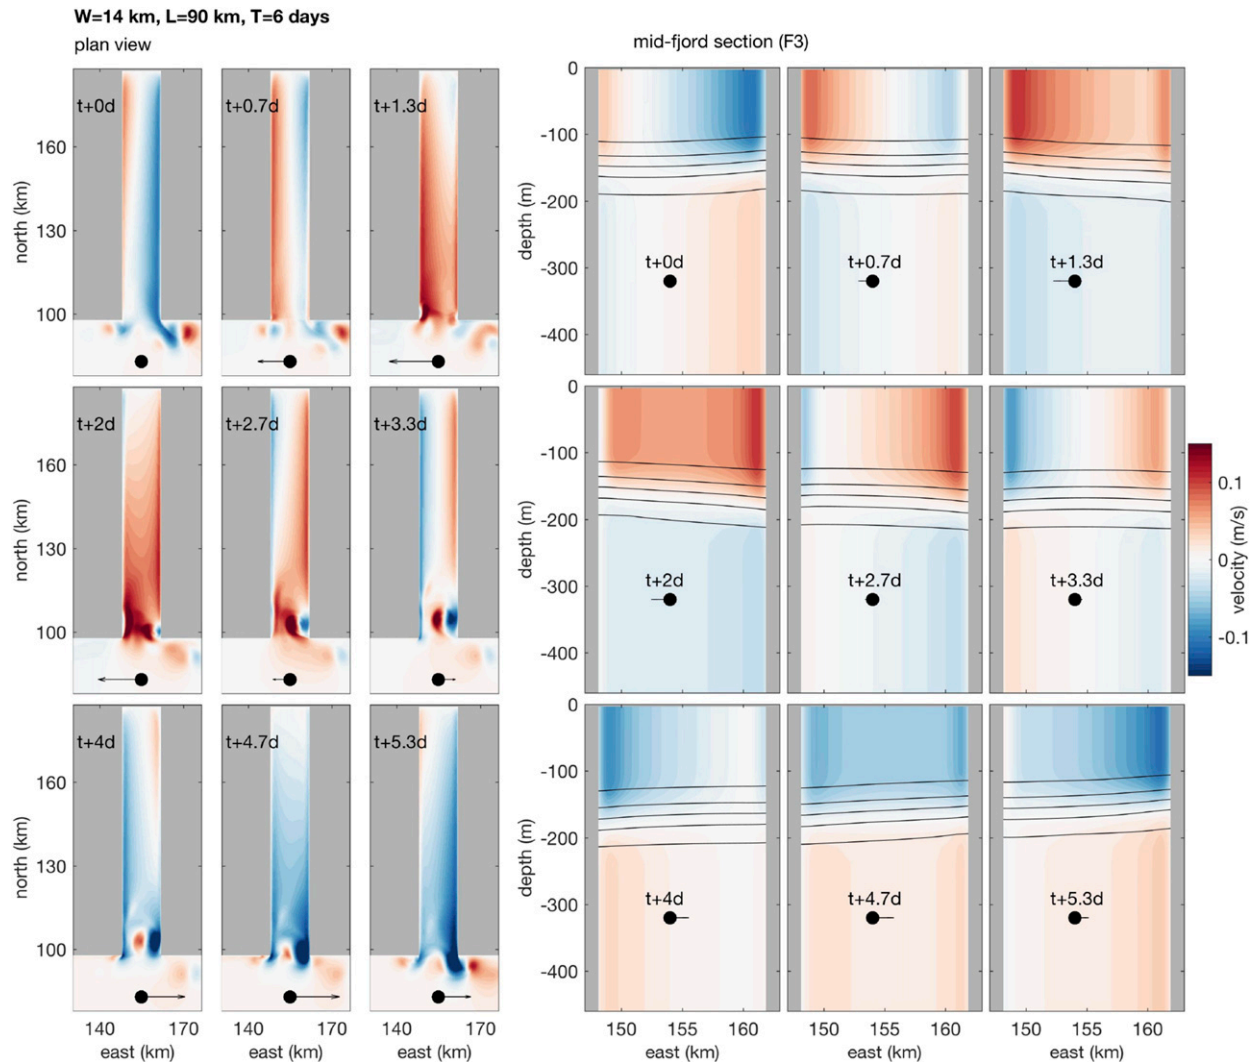 W=14 km, L=90 km, T=6 days
plan view
mid-fjord section (F3)
t+0d
t+0.7d
t+1.3d
160
130
100
north (km)
0
-100
-200
-300
-400
depth (m)
t+0d
t+0.7d
t+1.3d
t+2d
t+2.7d
t+3.3d
160
130
100
north (km)
0
-100
-200
-300
-400
depth (m)
t+2d
t+2.7d
t+3.3d
0.1
0
-0.1
velocity (m/s)
t+4d
t+4.7d
t+5.3d
160
130
100
north (km)
140 170
140 170
140 170
east (km)
east (km)
east (km)
0
-100
-200
-300
-400
depth (m)
t+4d
t+4.7d
t+5.3d
150 155 160
150 155 160
150 155 160
east (km)
east (km)
east (km)